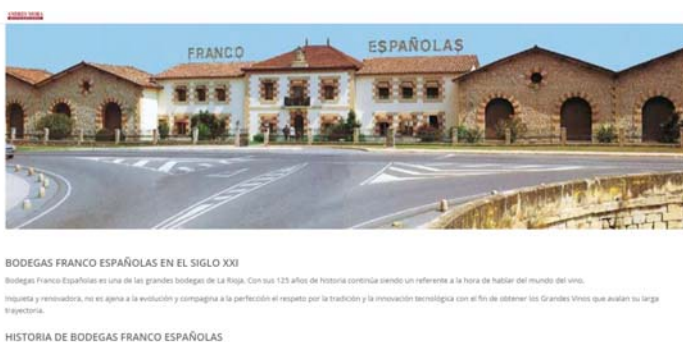 ANDRES MORA
FRANCO ESPAÑOLAS
BODEGAS FRANCO ESPAÑOLAS EN EL SIGLO XXI
Bodegas Franco-Españolas es una de las grandes bodegas de La Rioja. Con sus 125 años de historia continúa siendo un referente a la hora de hablar del mundo del vino.
Inquieta y renovadora, no es ajena a la evolución y compagina a la perfección el respeto por la tradición y la innovación tecnológica con el fin de obtener los Grandes Vinos que avalan su larga
trayectoria.
HISTORIA DE BODEGAS FRANCO ESPAÑOLAS